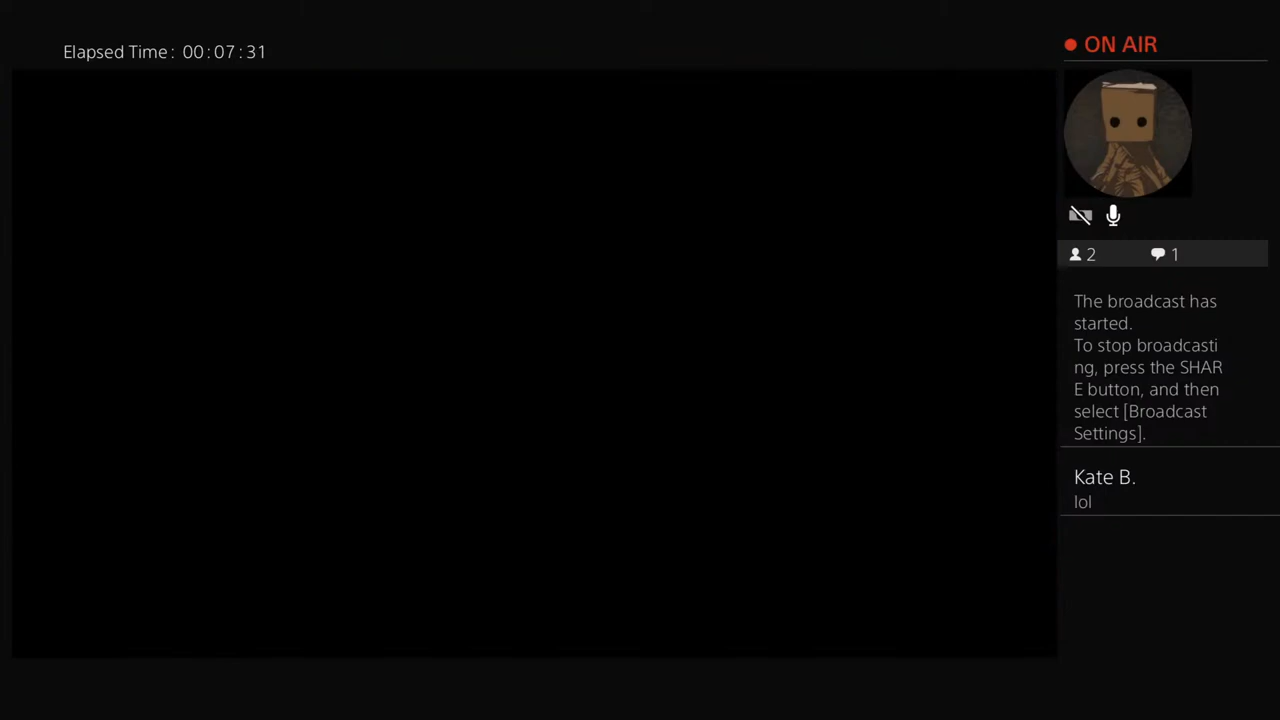 Elapsed Time: 00:07:31
ON AIR
2 1
The broadcast has
started.
To stop broadcasti
ng, press the SHAR
E button, and then
select [Broadcast
Settings].
Kate B.
lol